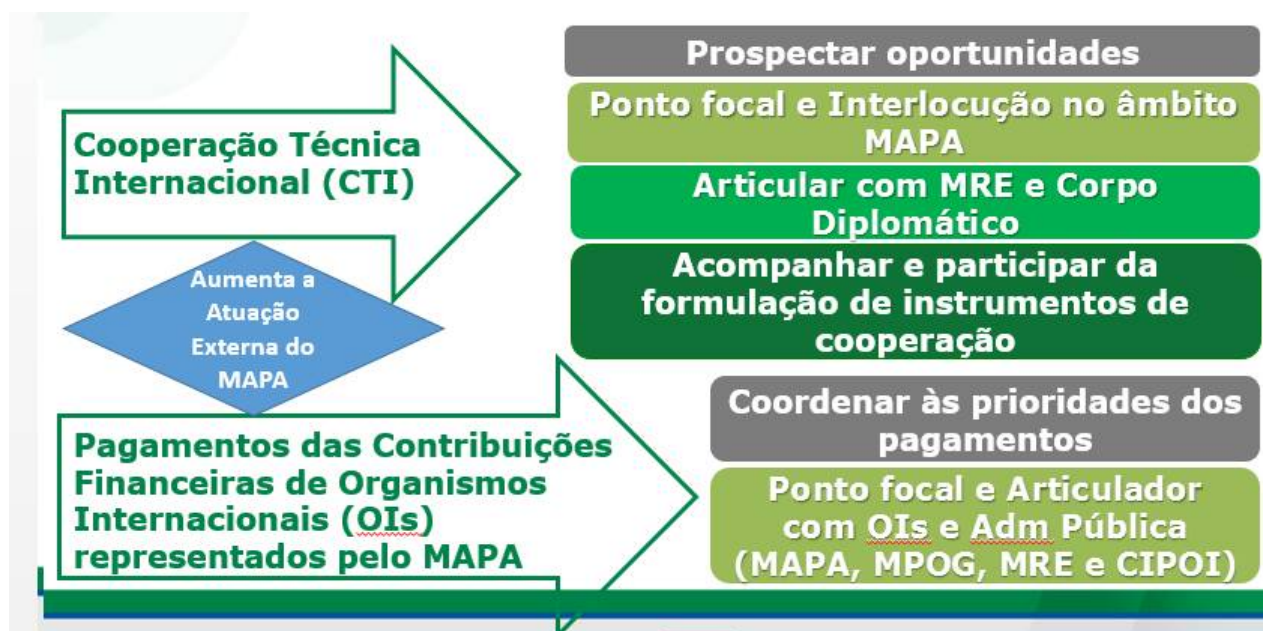 Cooperação Técnica
Internacional (CTI)
Prospectar oportunidades
Ponto focal e Interlocução no âmbito
MAPA
Articular com MRE e Corpo
Diplomático
Acompanhar e participar da
formulação de instrumentos de
cooperação
Aumenta a
Atuação
Externa do
MAPA
Pagamentos das Contribuições
Financeiras de Organismos
Internacionais (OIs)
representados pelo MAPA
Coordenar às prioridades dos
pagamentos
Ponto focal e Articulador
com OIs e Adm Pública
(MAPA, MPOG, MRE e CIPOI)